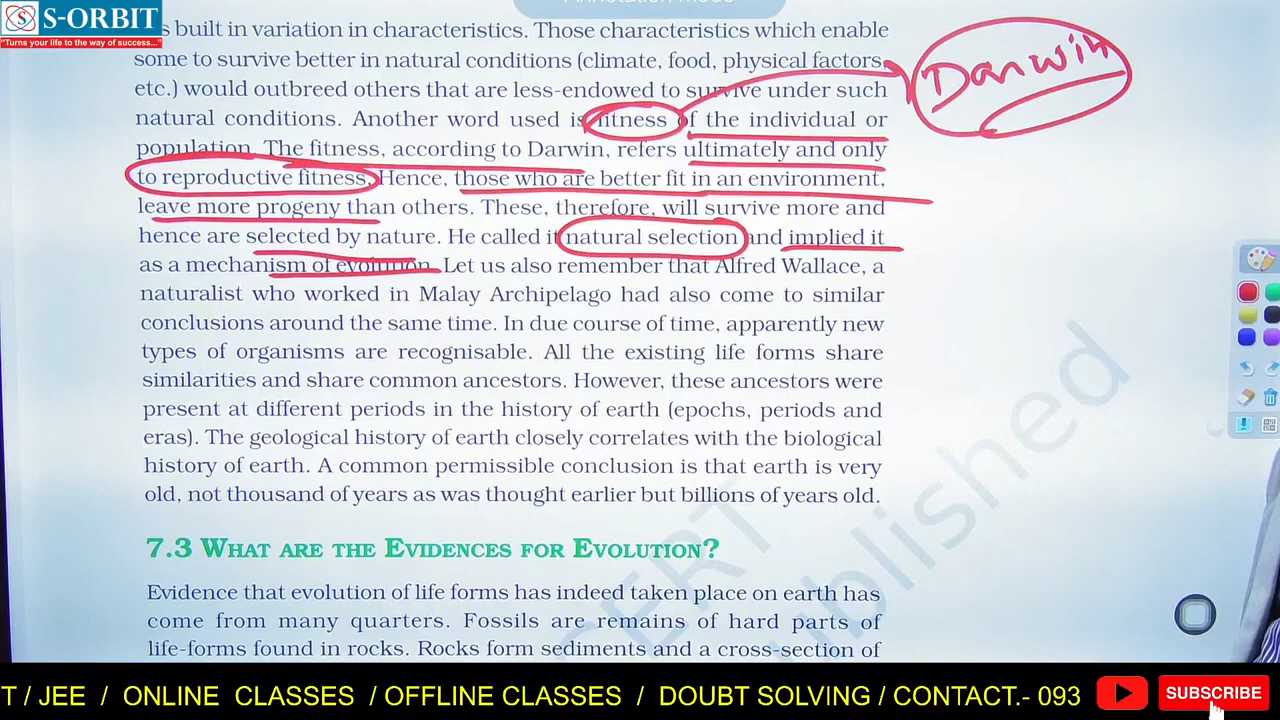 Annotation mode
S-ORBIT
"Turns your life to the way of success..."
s built in variation in characteristics. Those characteristics which enable
some to survive better in natural conditions (climate, food, physical factors,
etc.) would outbreed others that are less-endowed to survive under such
natural conditions. Another word used is fitness of the individual or
population. The fitness, according to Darwin, refers ultimately and only
to reproductive fitness. Hence, those who are better fit in an environment,
leave more progeny than others. These, therefore, will survive more and
hence are selected by nature. He called it natural selection and implied it
as a mechanism of evolution. Let us also remember that Alfred Wallace, a
naturalist who worked in Malay Archipelago had also come to similar
conclusions around the same time. In due course of time, apparently new
types of organisms are recognisable. All the existing life forms share
similarities and share common ancestors. However, these ancestors were
present at different periods in the history of earth (epochs, periods and
eras). The geological history of earth closely correlates with the biological
history of earth. A common permissible conclusion is that earth is very
old, not thousand of years as was thought earlier but billions of years old.
Darwin
7.3 WHAT ARE THE EVIDENCES FOR EVOLUTION?
Evidence that evolution of life forms has indeed taken place on earth has
come from many quarters. Fossils are remains of hard parts of
life-forms found in rocks. Rocks form sediments and a cross-section of
T / JEE / ONLINE CLASSES / OFFLINE CLASSES / DOUBT SOLVING / CONTACT.- 093
SUBSCRIBE